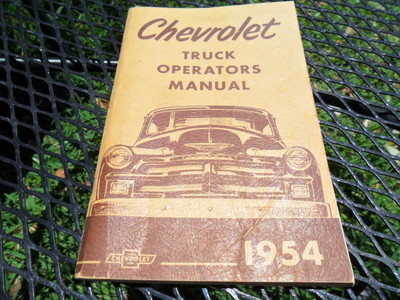 Chevrolet
TRUCK
OPERATORS
MANUAL
CHEVROLET
1954